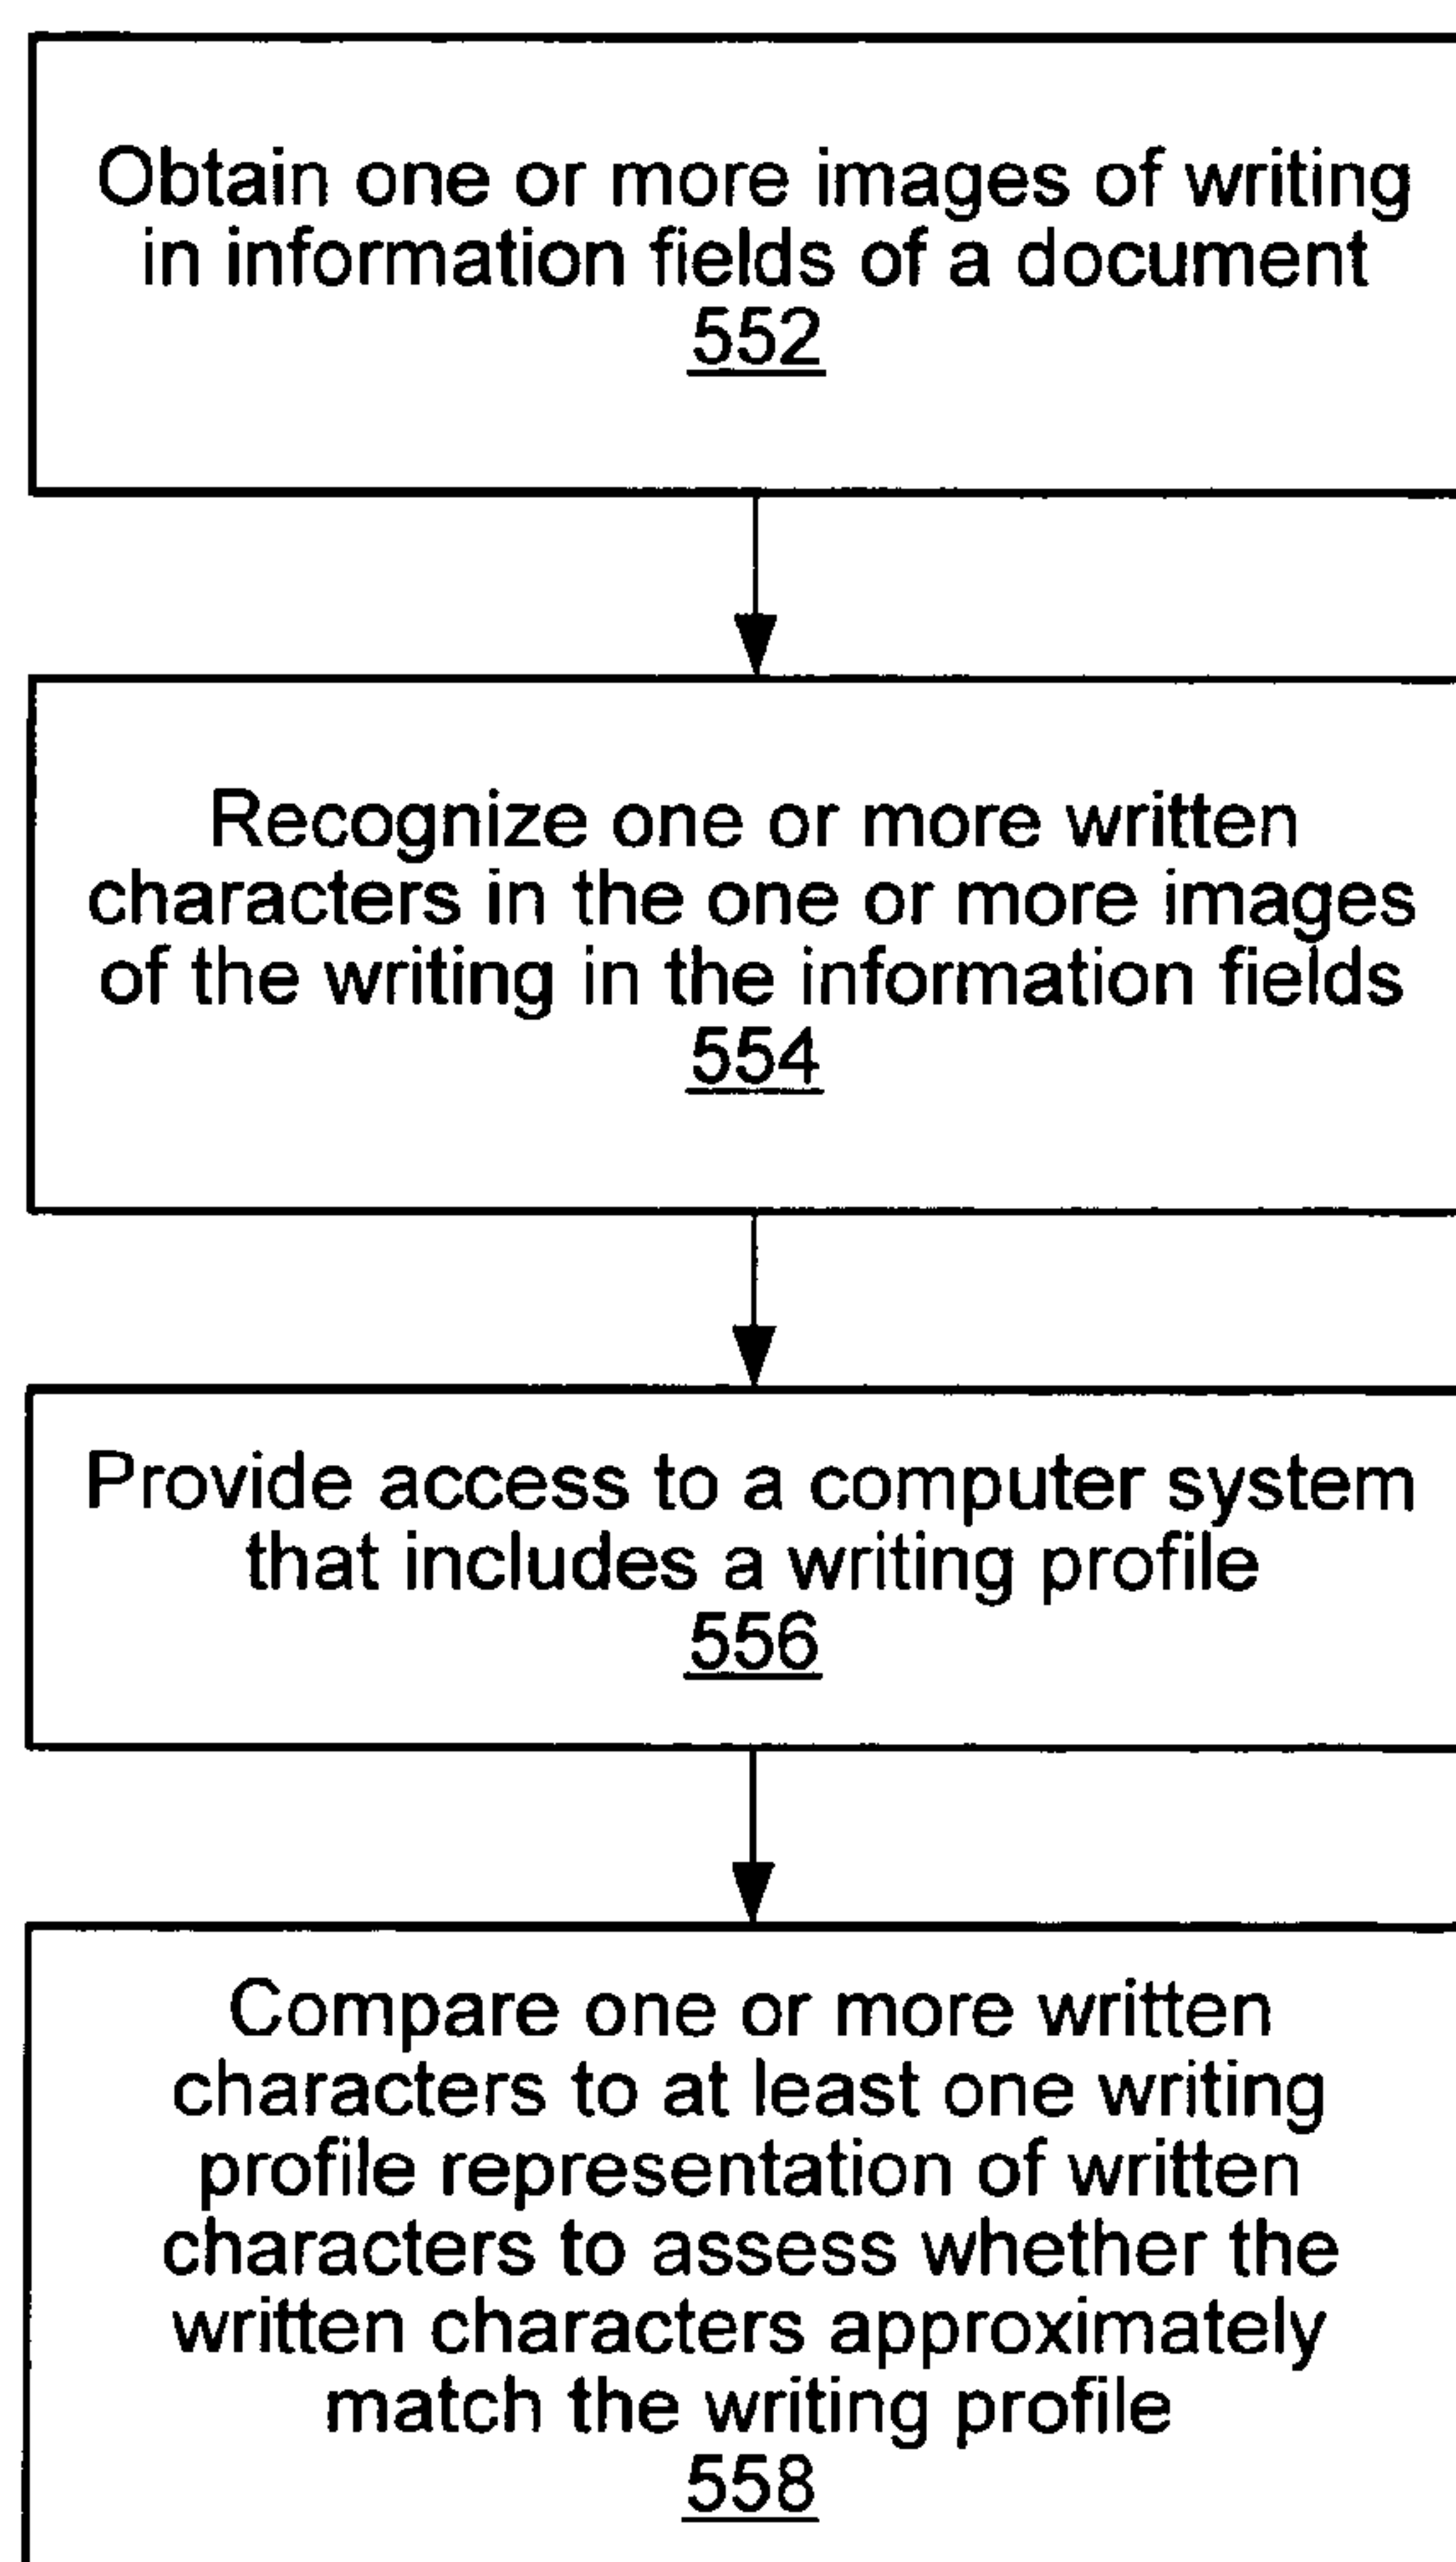 Obtain one or more images of writing
in information fields of a document
552
Recognize one or more written
characters in the one or more images
of the writing in the information fields
554
Provide access to a computer system
that includes a writing profile
556
Compare one or more written
characters to at least one writing
profile representation of written
characters to assess whether the
written characters approximately
match the writing profile
558